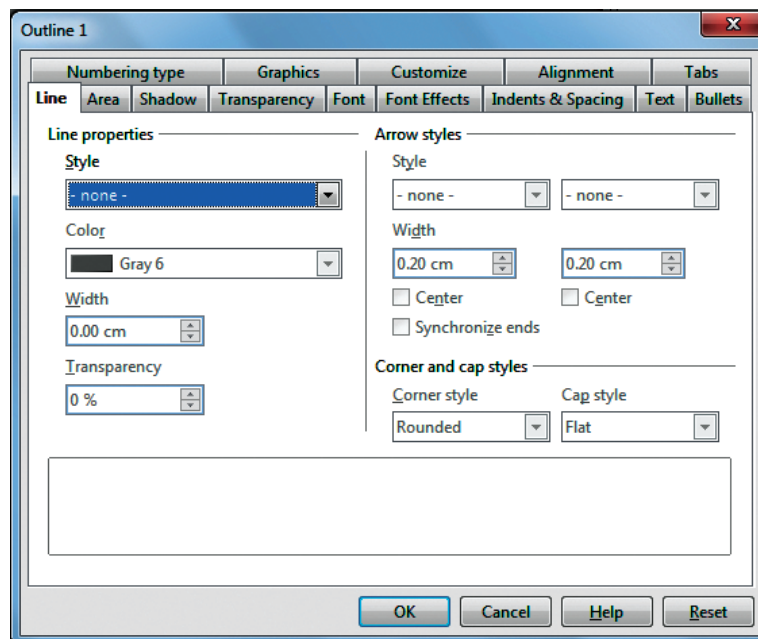 Outline 1
Numbering type Graphics Customize Alignment Tabs
Line Area Shadow Transparency Font Font Effects Indents & Spacing Text Bullets
Line properties
Style
- none -
Color
Gray 6
Width
0.00 cm
Transparency
0 %
Arrow styles
Style
- none - - none -
Width
0.20 cm 0.20 cm
Center Center
Synchronize ends
Corner and cap styles
Corner style Cap style
Rounded Flat
OK Cancel Help Reset